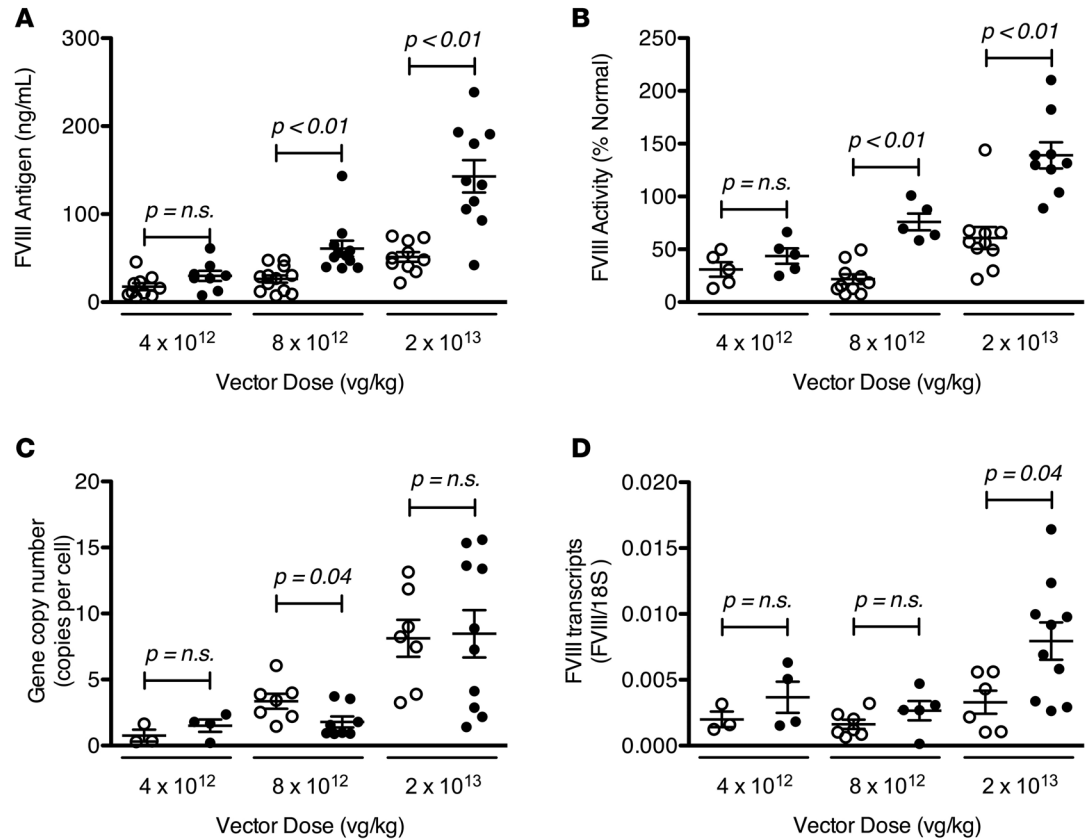 A
FVIII Antigen (ng/mL)
300
200
100
0
p = n.s.
p < 0.01
p < 0.01
4 x 10¹²
8 x 10¹²
2 x 10¹³
Vector Dose (vg/kg)
B
FVIII Activity (% Normal)
250
200
150
100
50
0
p = n.s.
p < 0.01
p < 0.01
4 x 10¹²
8 x 10¹²
2 x 10¹³
Vector Dose (vg/kg)
C
Gene copy number
(copies per cell)
20
15
10
5
0
p = n.s.
p = 0.04
p = n.s.
4 x 10¹²
8 x 10¹²
2 x 10¹³
Vector Dose (vg/kg)
D
FVIII transcripts
(FVIII/18S)
0.020
0.015
0.010
0.005
0.000
p = n.s.
p = n.s.
p = 0.04
4 x 10¹²
8 x 10¹²
2 x 10¹³
Vector Dose (vg/kg)